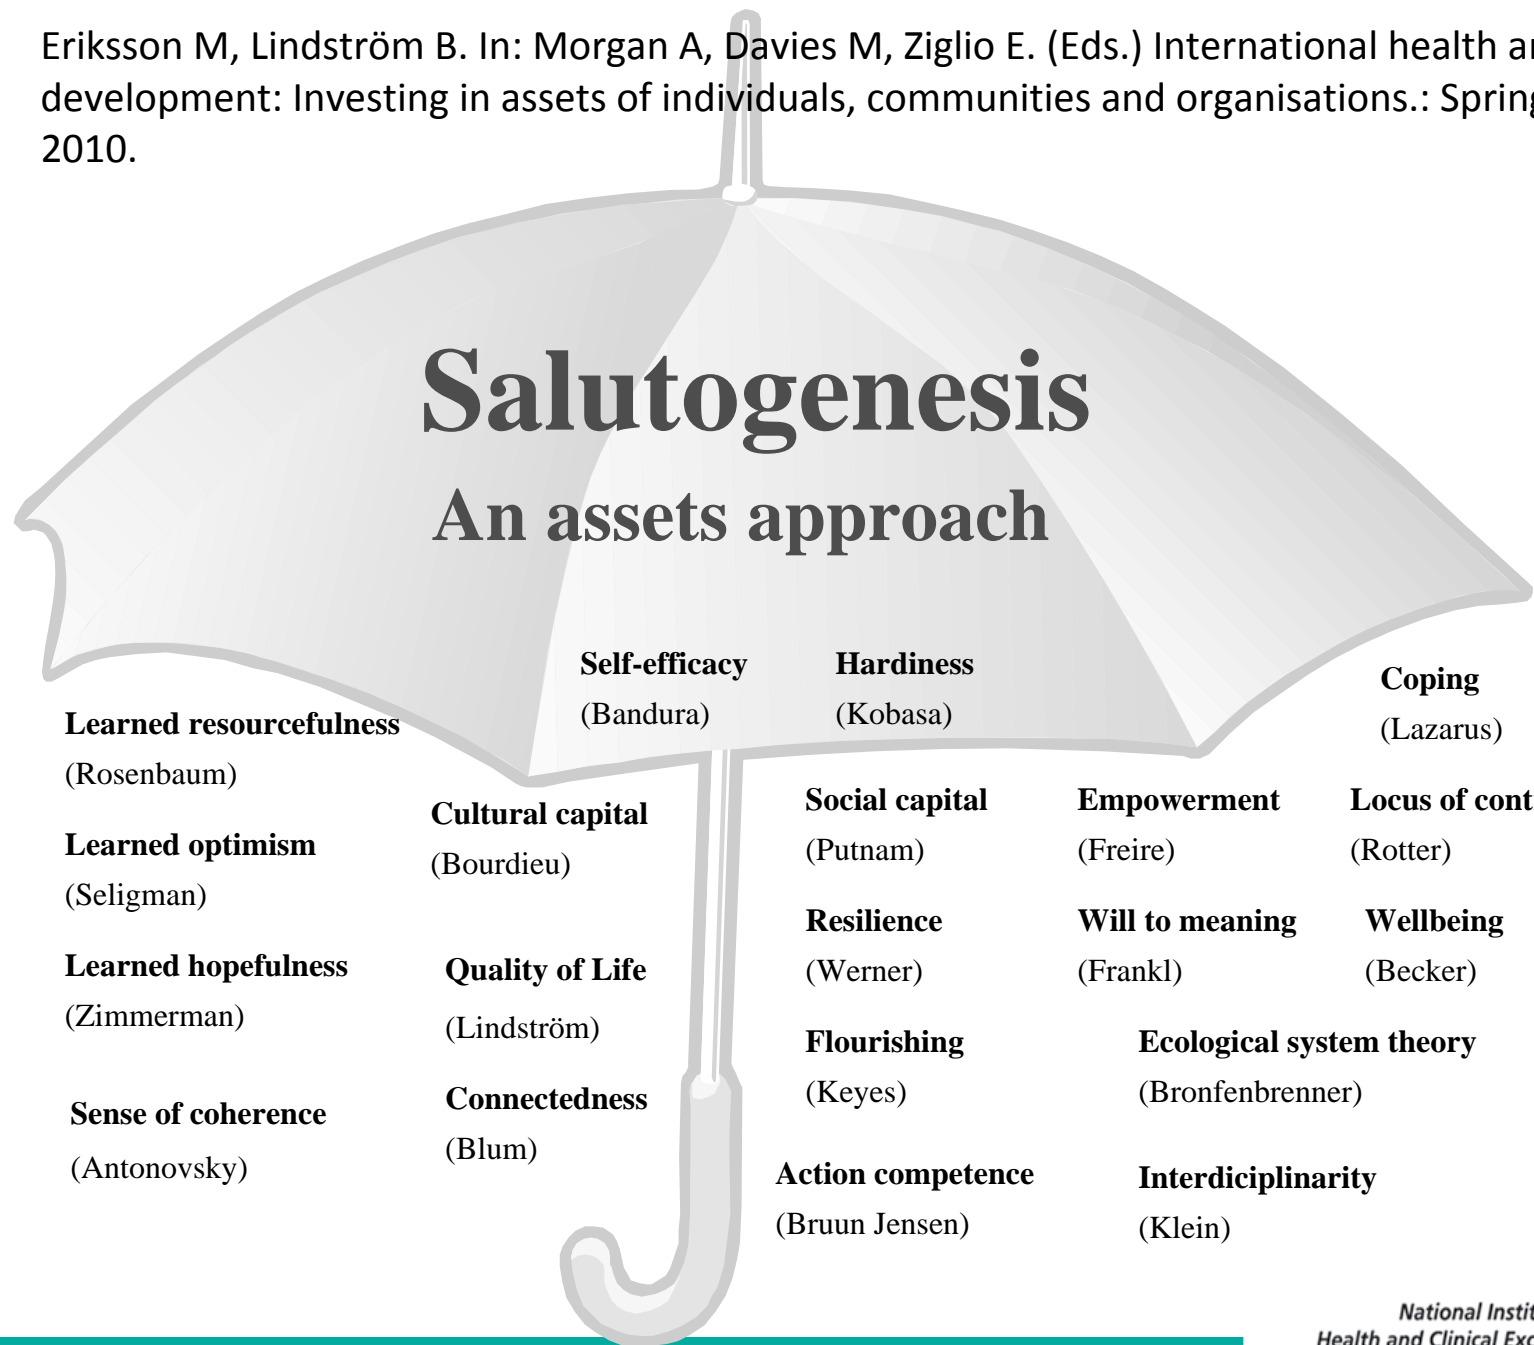 Eriksson M, Lindström B. In: Morgan A, Davies M, Ziglio E. (Eds.) International health
development: Investing in assets of individuals, communities and organisations.:
2010.
Salutogenesis
An assets approach
Self-efficacy
(Bandura)
Hardiness
(Kobasa)
Coping
(Lazarus)
Learned resourcefulness
(Rosenbaum)
Learned optimism
(Seligman)
Learned hopefulness
(Zimmerman)
Sense of coherence
(Antonovsky)
Cultural capital
(Bourdieu)
Quality of Life
(Lindström)
Connectedness
(Blum)
Social capital
(Putnam)
Empowerment
(Freire)
Locus of
(Rotter)
Resilience
(Werner)
Will to meaning
(Frankl)
Wellbeing
(Becker)
Flourishing
(Keyes)
Ecological system theory
(Bronfenbrenner)
Action competence
(Bruun Jensen)
Interdiciplinarity
(Klein)
National
Health and Clinical